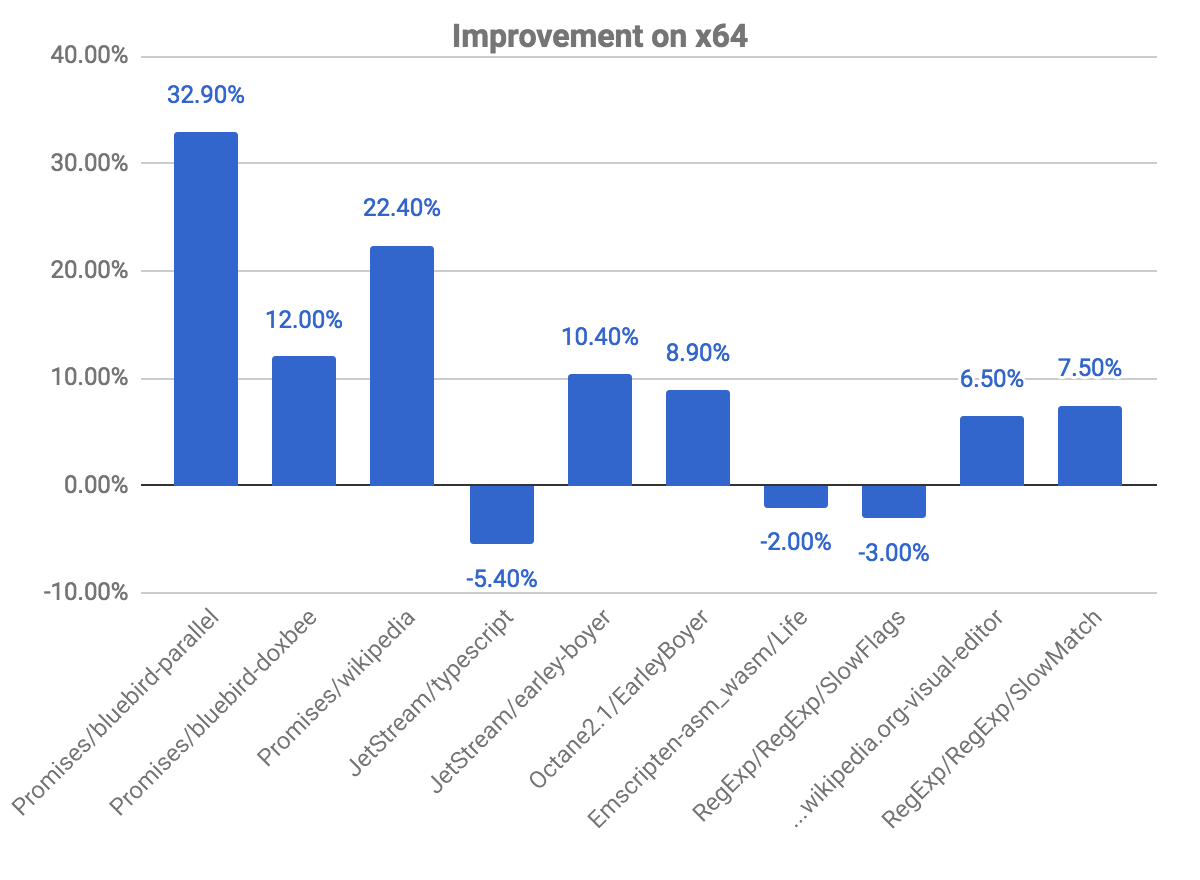 Improvement on x64
40.00%
30.00%
20.00%
10.00%
0.00%
-10.00%
32.90%
12.00%
22.40%
-5.40%
10.40%
8.90%
-2.00%
-3.00%
6.50%
7.50%
Promises/bluebird-parallel
Promises/bluebird-doxbee
Promises/wikipedia
JetStream/typescript
JetStream/earley-boyer
Octane2.1/EarleyBoyer
Emscripten-asm_wasm/Life
RegExp/RegExp/SlowFlags
...wikipedia.org-visual-editor
RegExp/RegExp/SlowMatch